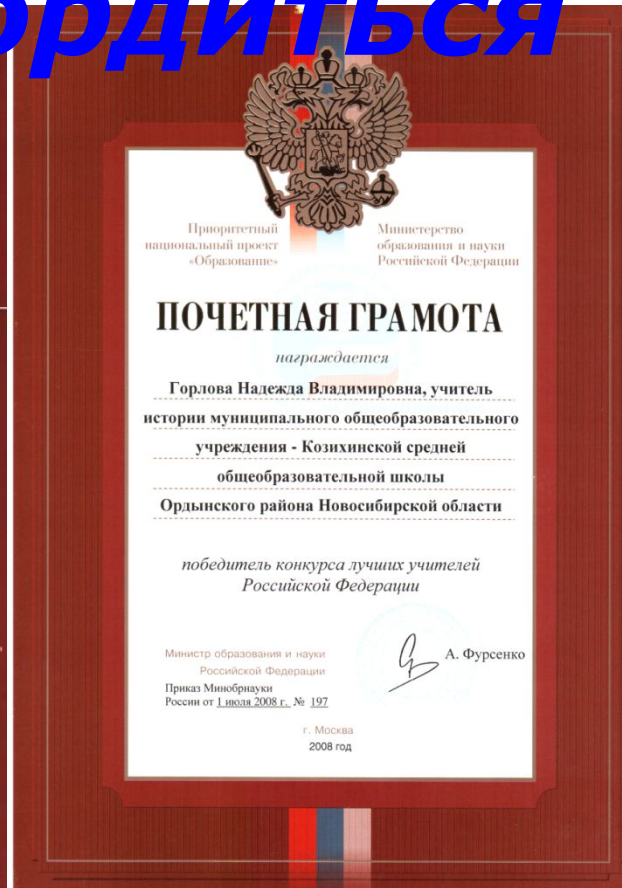 ордиться
Приоритетный
национальный проект
«Образование»
Министерство
образования и науки
Российской Федерации
ПОЧЕТНАЯ ГРАМОТА
награждается
Горлова Надежда Владимировна, учитель
истории муниципального общеобразовательного
учреждения - Козихинской средней
общеобразовательной школы
Ордынского района Новосибирской области
победитель конкурса лучших учителей
Российской Федерации
Министр образования и науки
Российской Федерации
А. Фурсенко
Приказ Минобрнауки
России от 1 июля 2008 г. № 197
г. Москва
2008 год